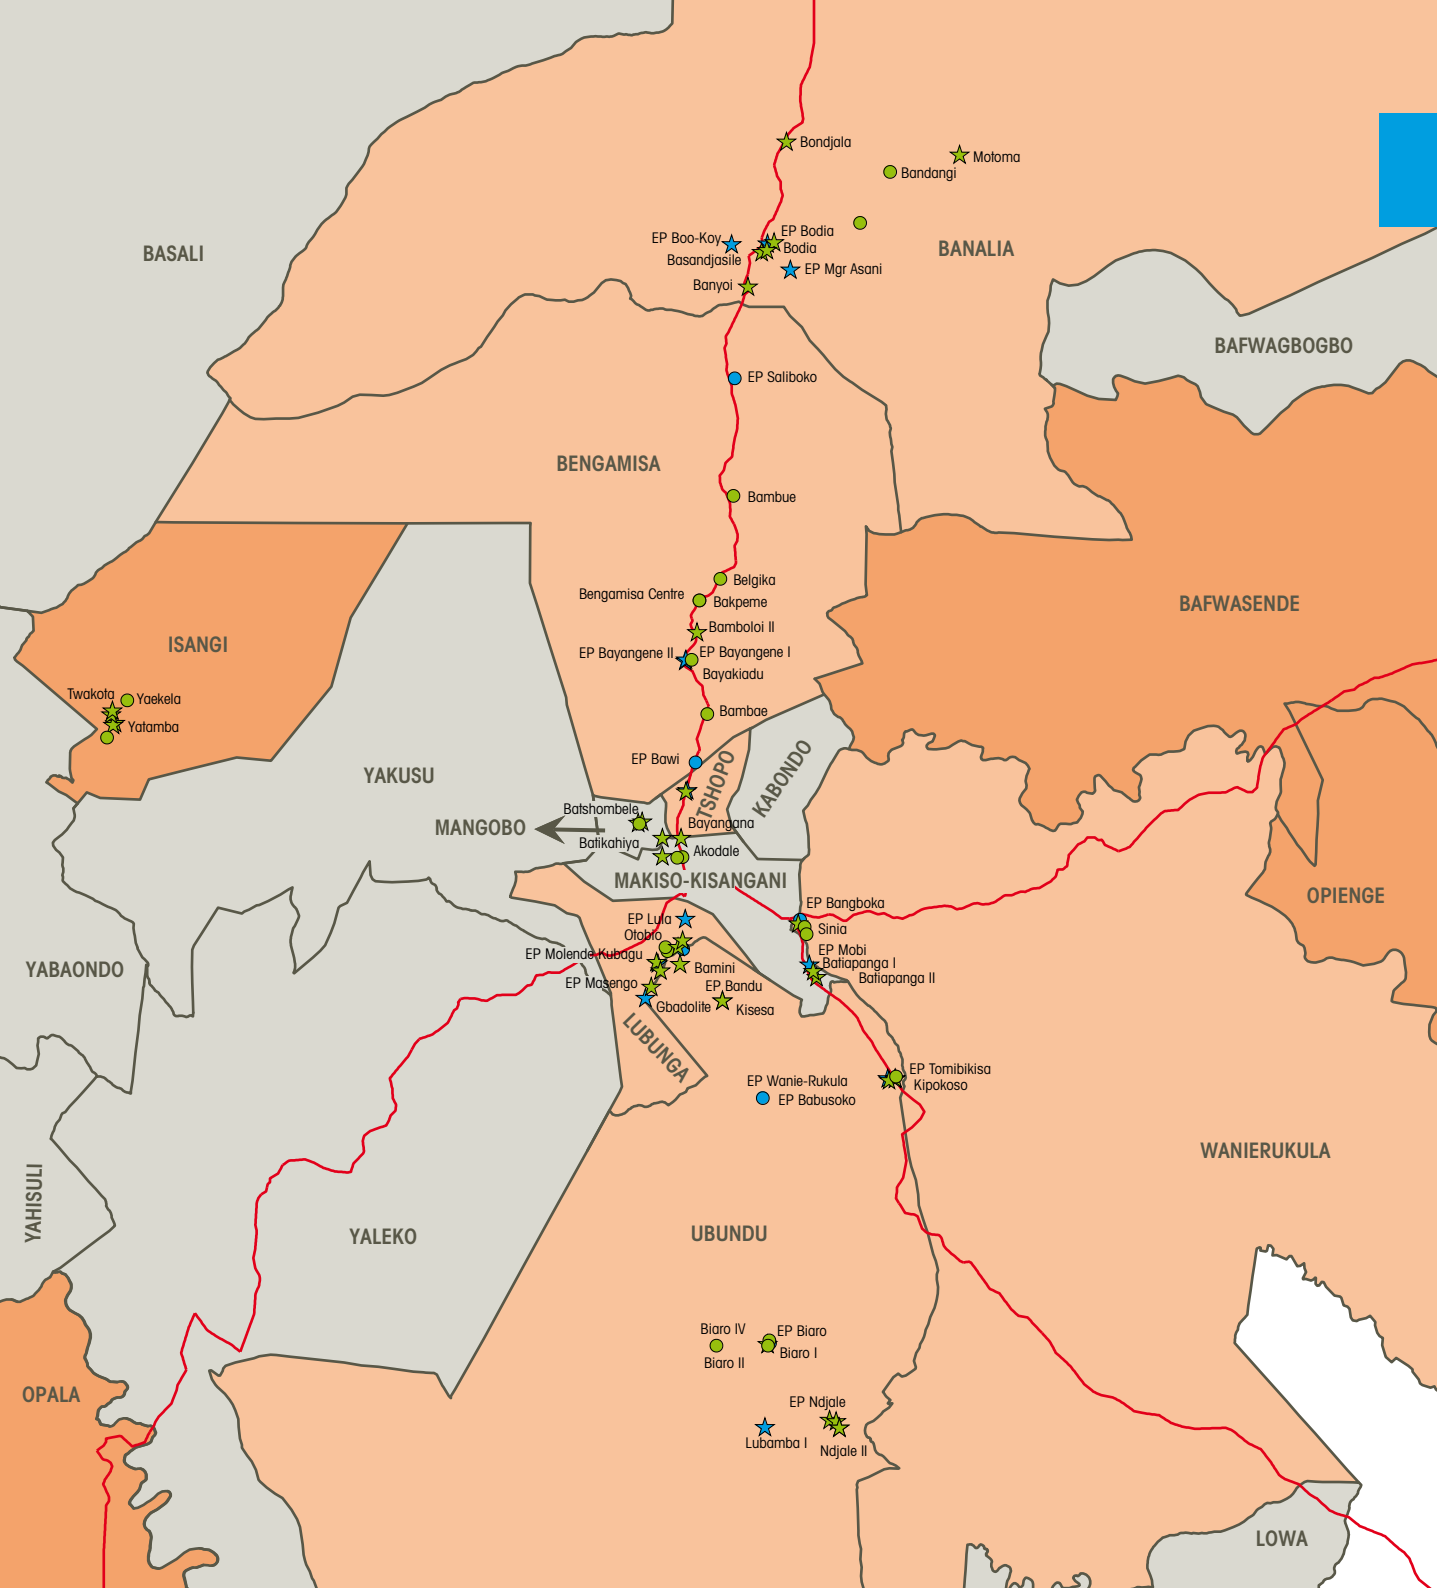 Bondjala
Motoma
Bandangi
EP Bodia
EP Boo-Koy
Bodia
BASALI
BANALIA
Basandjasile
EP Mgr Asani
Banyoi
BAFWAGBOGBO
EP Saliboko
BENGAMISA
Bambue
Belgika
Bengamisa Centre
Bakpeme
BAFWASENDE
Bamboloi II
ISANGI
EP Bayangene II
EP Bayangene I
Bayakiadu
Twakota
Yaekela
Bambae
Yatamba
EP Bawi
YAKUSU
TSHOPO
KABONDO
Batshombele
MANGOBO
Bayangana
Batikahiya
Akodale
MAKISO-KISANGANI
OPIENGE
EP Bangboka
EP Lula
Sinia
Otobio
EP Molende Kubagu
EP Mobi
Batiapanga I
YABAONDO
Bamini
Batiapanga II
EP Masengo
EP Bandu
Gbadolite
Kisesa
LUBUNGA
EP Tomibikisa
EP Wanie-Rukula
Kipokoso
EP Babusoko
WANIERUKULA
YAHISULI
YALEKO
UBUNDU
Biaro IV
EP Biaro
Biaro I
Biaro II
OPALA
EP Ndjale
Lubamba I
Ndjale II
LOWA